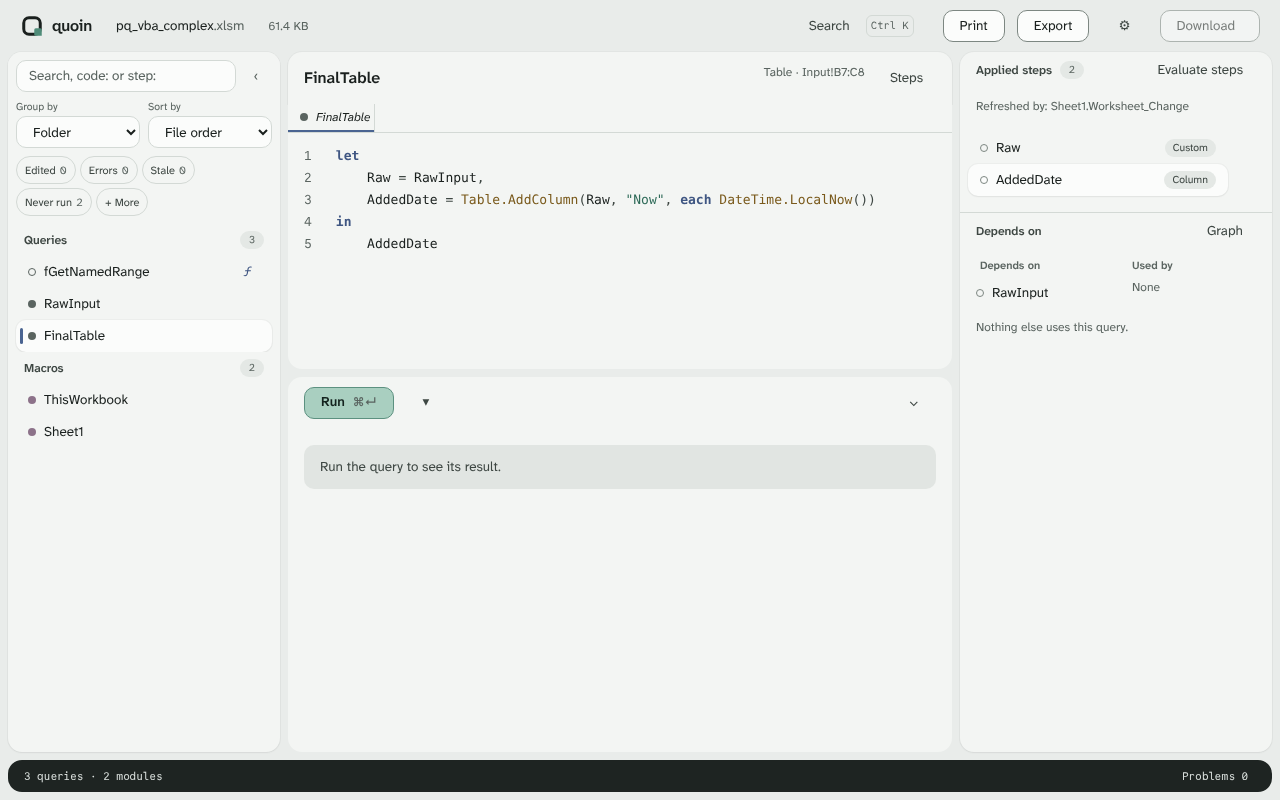 quoin pq_vba_complex.xlsm 61.4 KB Search Ctrl K Print Export ⚙ Download
Search, code: or step: ‹
Group by Sort by
Folder File order
Edited 0 Errors 0 Stale 0
Never run 2 + More
Queries 3
fGetNamedRange ƒ
RawInput
FinalTable
Macros 2
ThisWorkbook
Sheet1
FinalTable Table · Input!B7:C8 Steps
FinalTable
1 let
2 Raw = RawInput,
3 AddedDate = Table.AddColumn(Raw, "Now", each DateTime.LocalNow())
4 in
5 AddedDate
Run ⌘↵ ▼
Run the query to see its result.
Applied steps 2 Evaluate steps
Refreshed by: Sheet1.Worksheet_Change
Raw Custom
AddedDate Column
Depends on Graph
Depends on Used by
RawInput None
Nothing else uses this query.
3 queries · 2 modules Problems 0